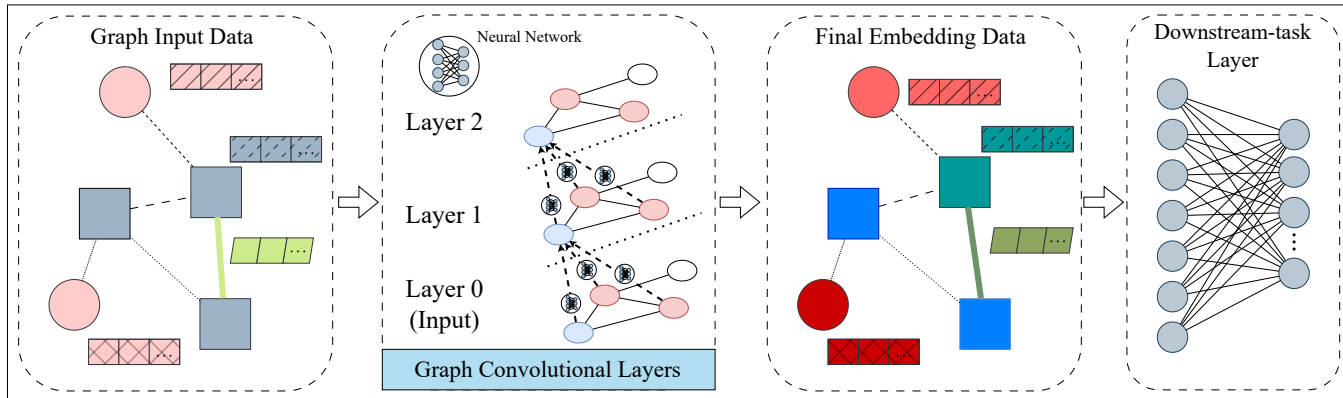 Graph Input Data
...
...
...
...
Neural Network
Layer 2
Layer 1
Layer 0
(Input)
Graph Convolutional Layers
Final Embedding Data
...
...
...
...
Downstream-task
Layer